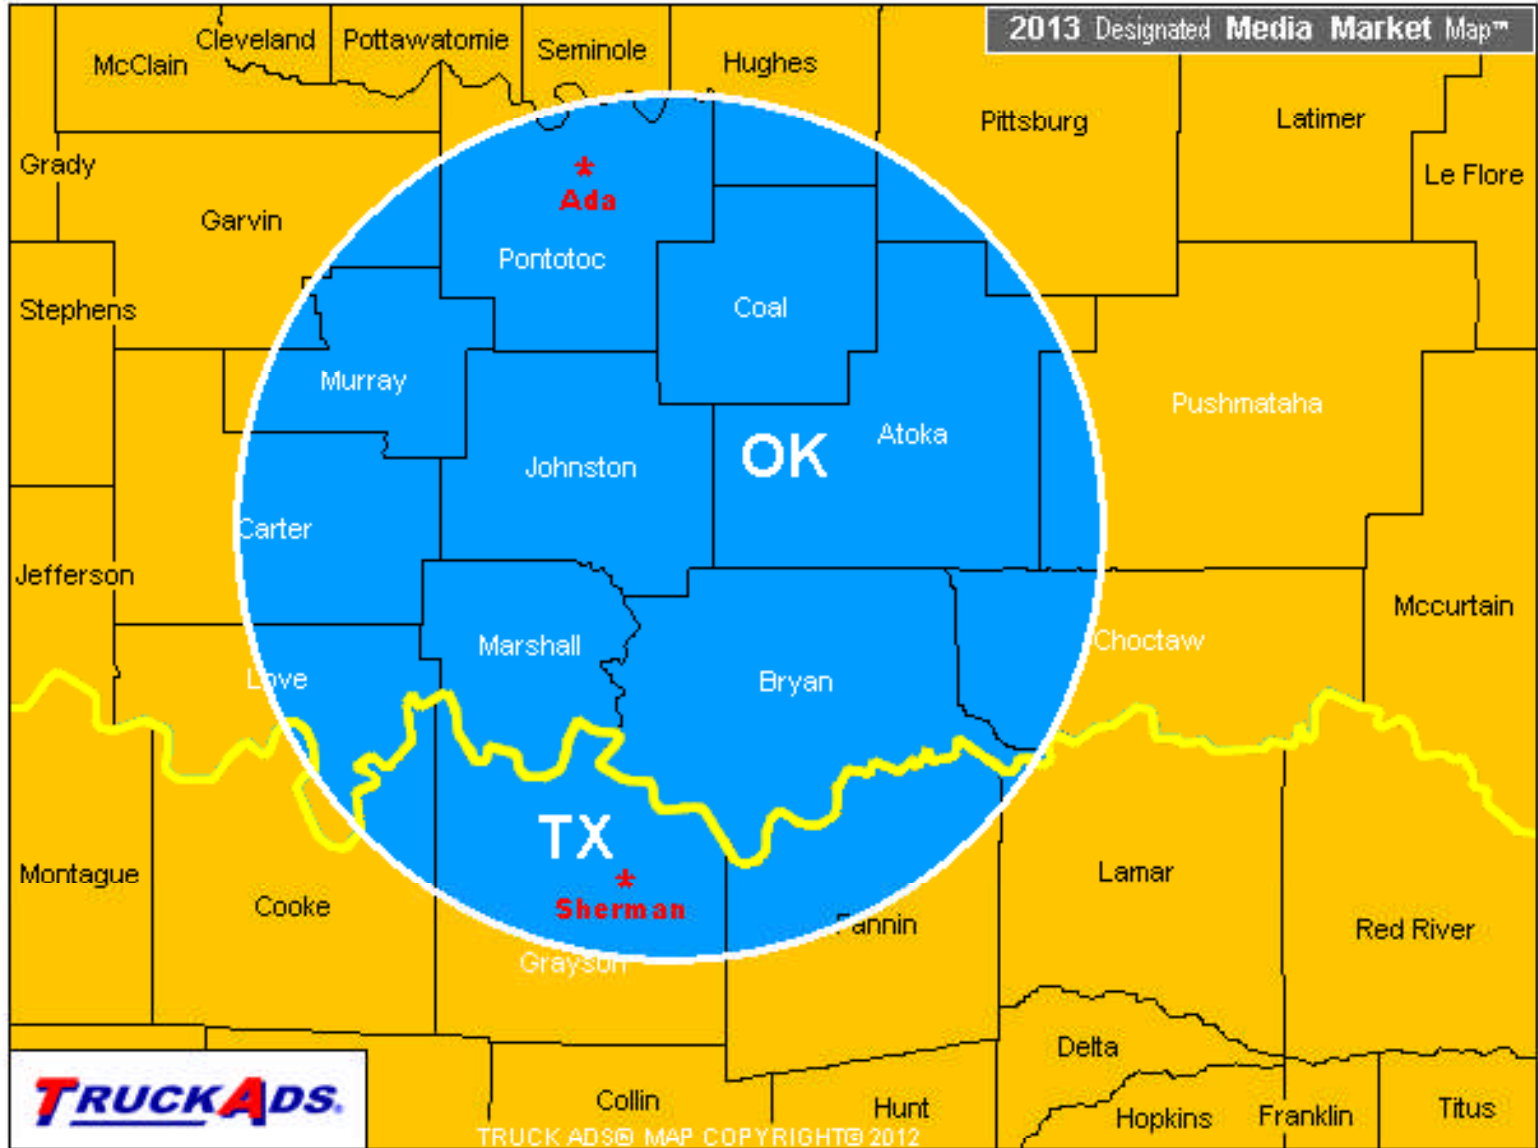 2013 Designated Media Market Map™
McClain
Cleveland
Pottawatomie
Seminole
Hughes
Pittsburg
Latimer
Le Flore
Grady
Garvin
*
Ada
Pontotoc
Stephens
Coal
Murray
Pushmataha
Johnston
OK
Atoka
Carter
Jefferson
Marshall
Bryan
Choctaw
Mccurtain
Love
TX
*
Sherman
Montague
Cooke
Grayson
Fannin
Lamar
Red River
Delta
TRUCKADS®
Collin
Hunt
Hopkins
Franklin
Titus
TRUCK ADS® MAP COPYRIGHT© 2012